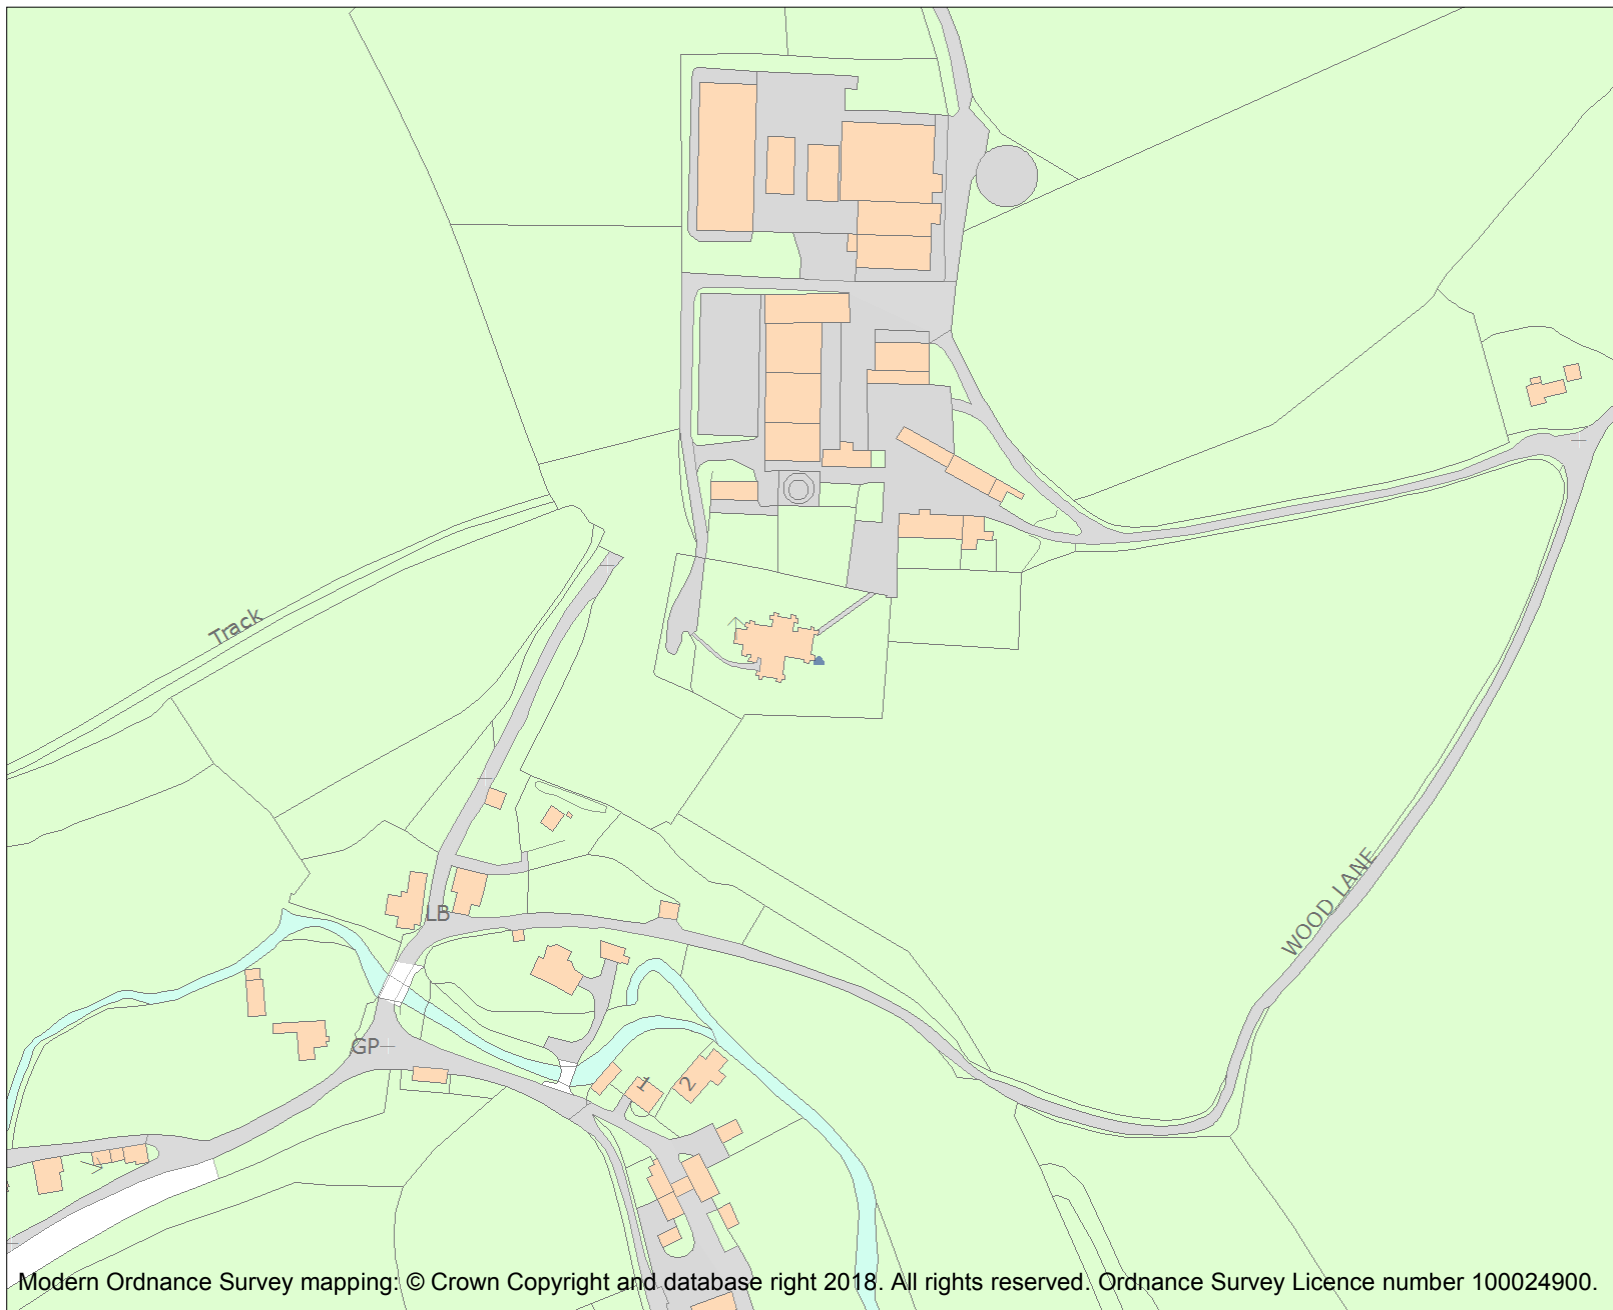 Track
WOOD LANE
LB
GP
1
2
Modern Ordnance Survey mapping: © Crown Copyright and database right 2018. All rights reserved. Ordnance Survey Licence number 100024900.